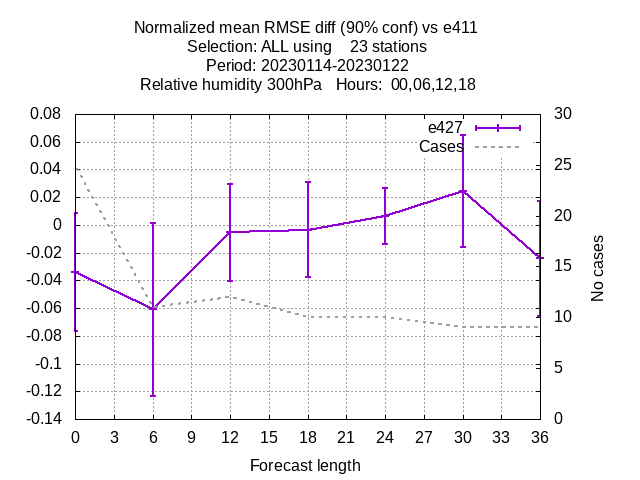 Normalized mean RMSE diff (90% conf) vs e411
Selection: ALL using    23 stations
Period: 20230114-20230122
Relative humidity 300hPa   Hours:  00,06,12,18
0.08
0.06
0.04
0.02
0
-0.02
-0.04
-0.06
-0.08
-0.1
-0.12
-0.14
30
25
20
15
10
5
0
e427
Cases
No cases
0 3 6 9 12 15 18 21 24 27 30 33 36
Forecast length